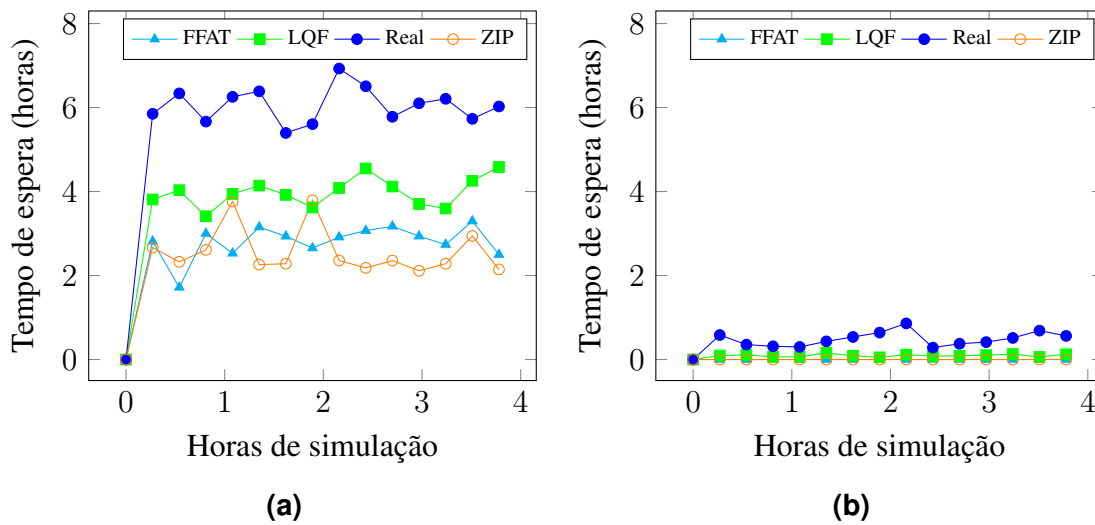 FFAT LQF Real ZIP
8
6
4
2
0
0 1 2 3 4
Tempo de espera (horas)
Horas de simulação
(a)
FFAT LQF Real ZIP
8
6
4
2
0
0 1 2 3 4
Tempo de espera (horas)
Horas de simulação
(b)